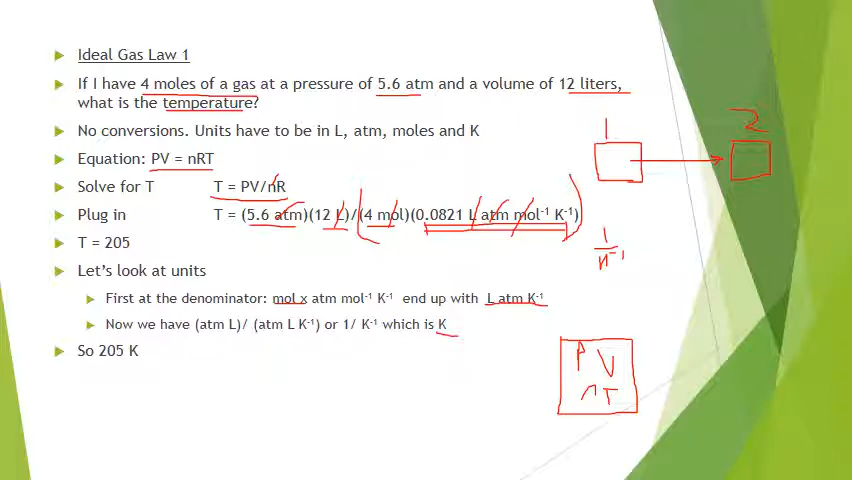 Ideal Gas Law 1
If I have 4 moles of a gas at a pressure of 5.6 atm and a volume of 12 liters,
what is the temperature?
No conversions. Units have to be in L, atm, moles and K
Equation: PV = nRT
Solve for T T = PV/nR
Plug in T = (5.6 atm)(12 L)/(4 mol)(0.0821 L atm mol⁻¹ K⁻¹)
T = 205
Let's look at units
First at the denominator: mol x atm mol⁻¹ K⁻¹ end up with L atm K⁻¹
Now we have (atm L)/ (atm L K⁻¹) or 1/ K⁻¹ which is K
So 205 K
1
2
P V
n T